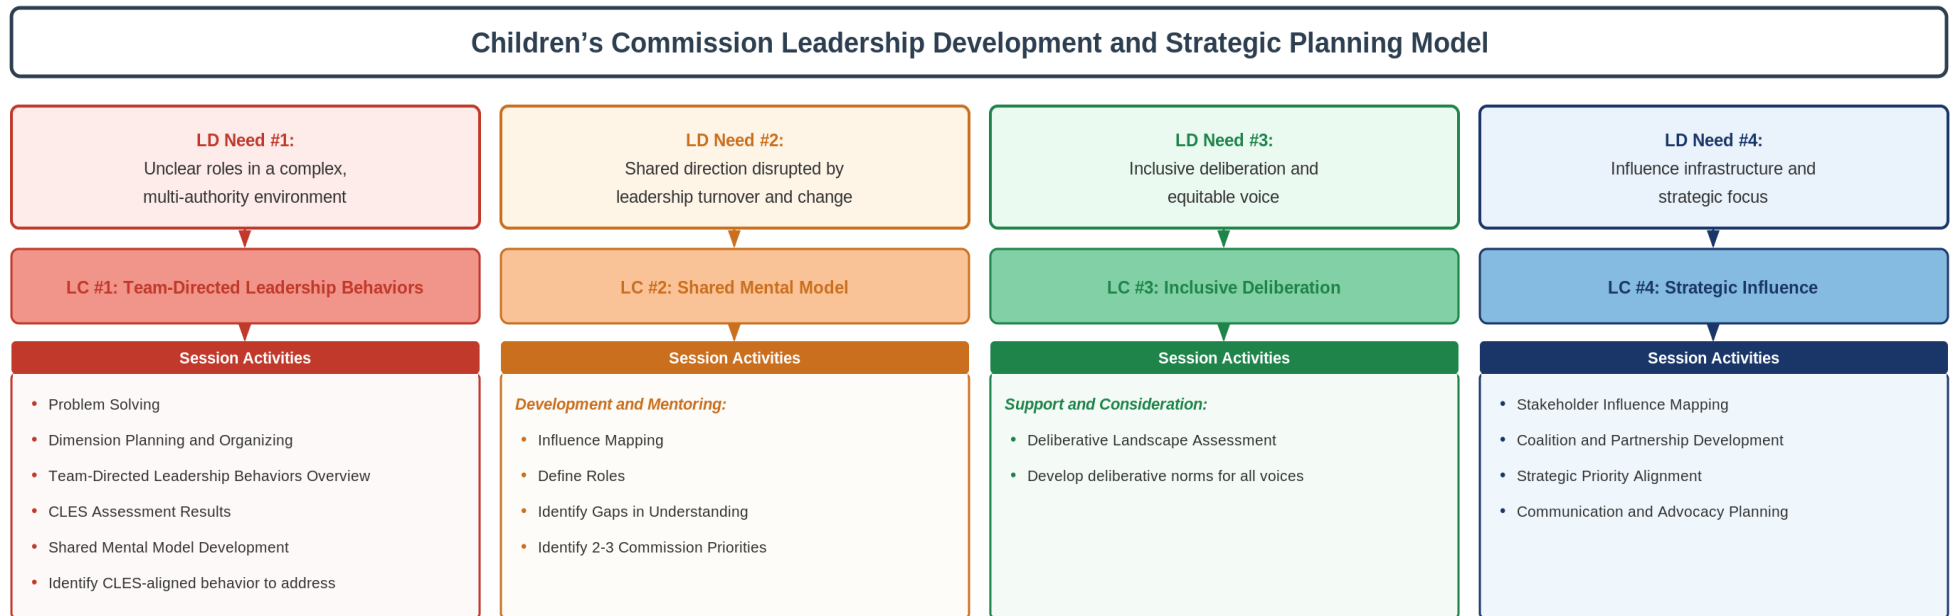 Children’s Commission Leadership Development and Strategic Planning Model
LD Need #1:
Unclear roles in a complex,
multi-authority environment
LC #1: Team-Directed Leadership Behaviors
Session Activities
• Problem Solving
• Dimension Planning and Organizing
• Team-Directed Leadership Behaviors Overview
• CLES Assessment Results
• Shared Mental Model Development
• Identify CLES-aligned behavior to address
LD Need #2:
Shared direction disrupted by
leadership turnover and change
LC #2: Shared Mental Model
Session Activities
Development and Mentoring:
• Influence Mapping
• Define Roles
• Identify Gaps in Understanding
• Identify 2-3 Commission Priorities
LD Need #3:
Inclusive deliberation and
equitable voice
LC #3: Inclusive Deliberation
Session Activities
Support and Consideration:
• Deliberative Landscape Assessment
• Develop deliberative norms for all voices
LD Need #4:
Influence infrastructure and
strategic focus
LC #4: Strategic Influence
Session Activities
• Stakeholder Influence Mapping
• Coalition and Partnership Development
• Strategic Priority Alignment
• Communication and Advocacy Planning